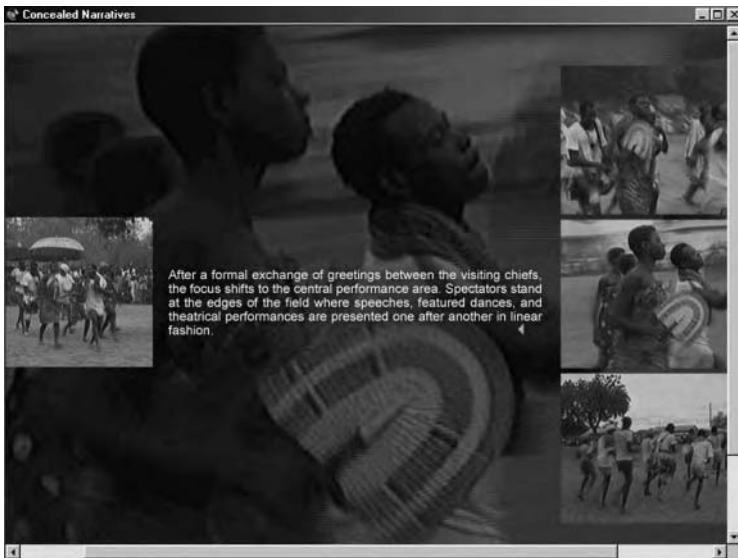 Concealed Narratives
After a formal exchange of greetings between the visiting chiefs,
the focus shifts to the central performance area. Spectators stand
at the edges of the field where speeches, featured dances, and
theatrical performances are presented one after another in linear
fashion.